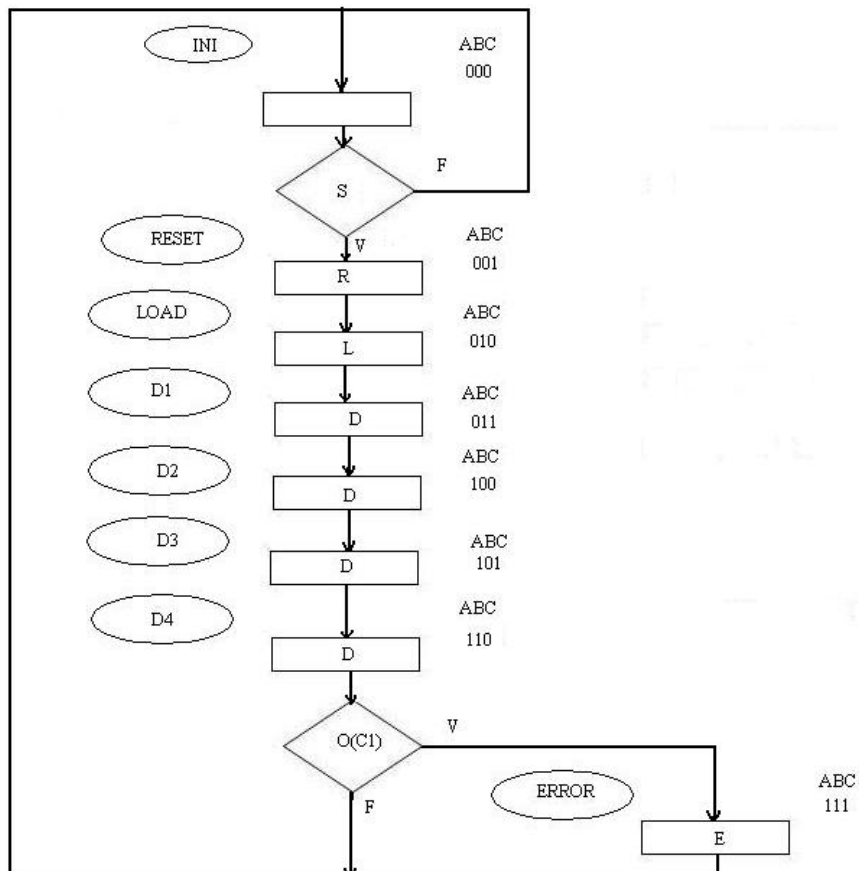 INI
ABC
000
S
F
RESET
V
ABC
001
R
LOAD
ABC
010
L
D1
ABC
011
D
D2
ABC
100
D
D3
ABC
101
D
D4
ABC
110
D
O(C1)
V
F
ERROR
ABC
111
E